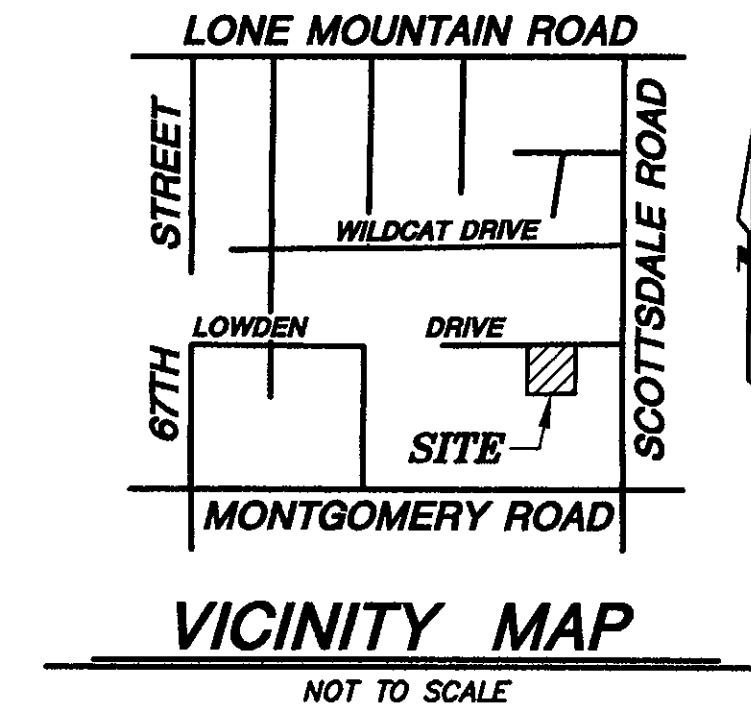 LONE MOUNTAIN ROAD
67TH STREET
SCOTTSDALE ROAD
WILDCAT DRIVE
LOWDEN DRIVE
SITE
MONTGOMERY ROAD
VICINITY MAP
NOT TO SCALE